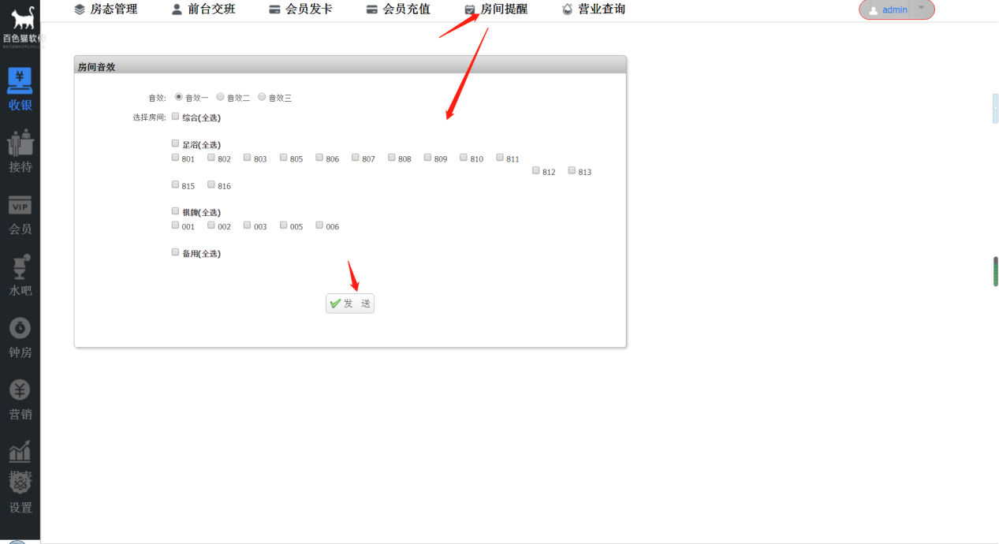 房态管理 前台交班 会员发卡 会员充值 房间提醒 营业查询 admin
百色猫软件
收银
接待
VIP
会员
水吧
钟房
营销
设置
房间音效
音效: 音效一 音效二 音效三
选择房间: 综合(全选)
足浴(全选)
801 802 803 805 806 807 808 809 810 811
812 813
815 816
棋牌(全选)
001 002 003 005 006
备用(全选)
发 送